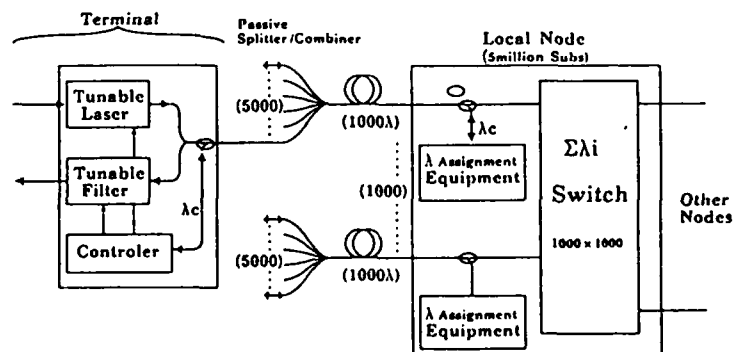 Terminal
Tunable
Laser
Tunable
Filter
λc
Controler
Passive
Splitter/Combiner
(5000)
(1000λ)
(1000)
(5000)
(1000λ)
Local Node
(5million Subs)
λc
λ Assignment
Equipment
λ Assignment
Equipment
Σλi
Switch
1000 x 1000
Other
Nodes